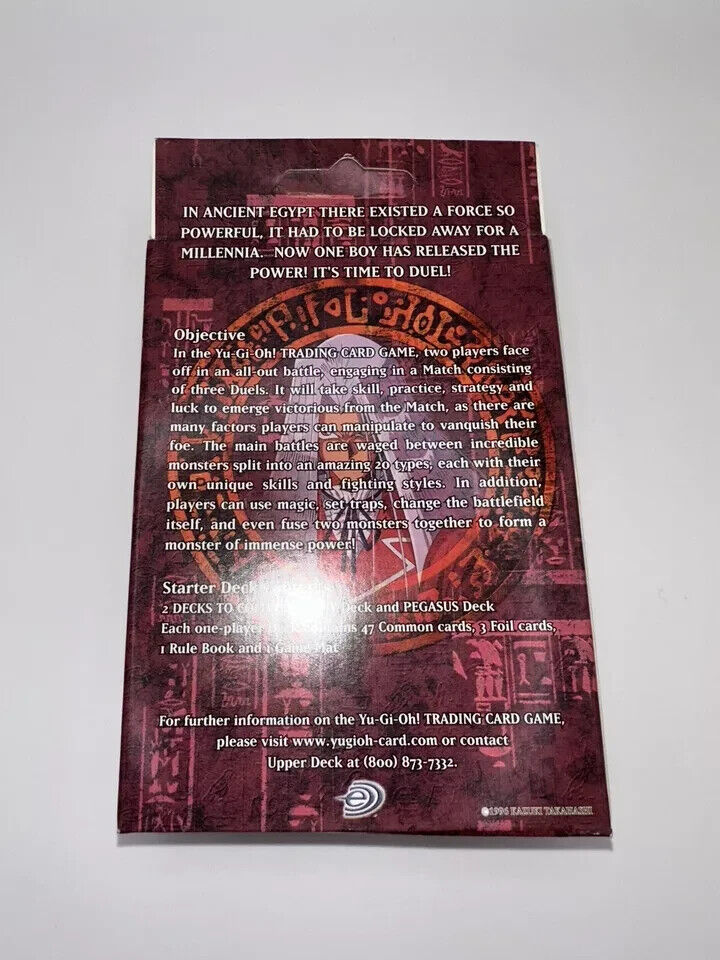 IN ANCIENT EGYPT THERE EXISTED A FORCE SO
POWERFUL, IT HAD TO BE LOCKED AWAY FOR A
MILLENNIA. NOW ONE BOY HAS RELEASED THE
POWER! IT'S TIME TO DUEL!
Objective
In the Yu-Gi-Oh! TRADING CARD GAME, two players face
off in an all-out battle, engaging in a Match consisting
of three Duels. It will take skill, practice, strategy and
luck to emerge victorious from the Match, as there are
many factors players can manipulate to vanquish their
foe. The main battles are waged between incredible
monsters split into an amazing 20 types, each with their
own unique skills and fighting styles. In addition,
players can use magic, set traps, change the battlefield
itself, and even fuse two monsters together to form a
monster of immense power!
Starter Deck
2 DECKS TO Deck and PEGASUS Deck
Each one-player 47 Common cards, 3 Foil cards,
1 Rule Book and 1 Game Mat
For further information on the Yu-Gi-Oh! TRADING CARD GAME,
please visit www.yugioh-card.com or contact
Upper Deck at (800) 873-7332.
©1996 KAZUKI TAKAHASHI